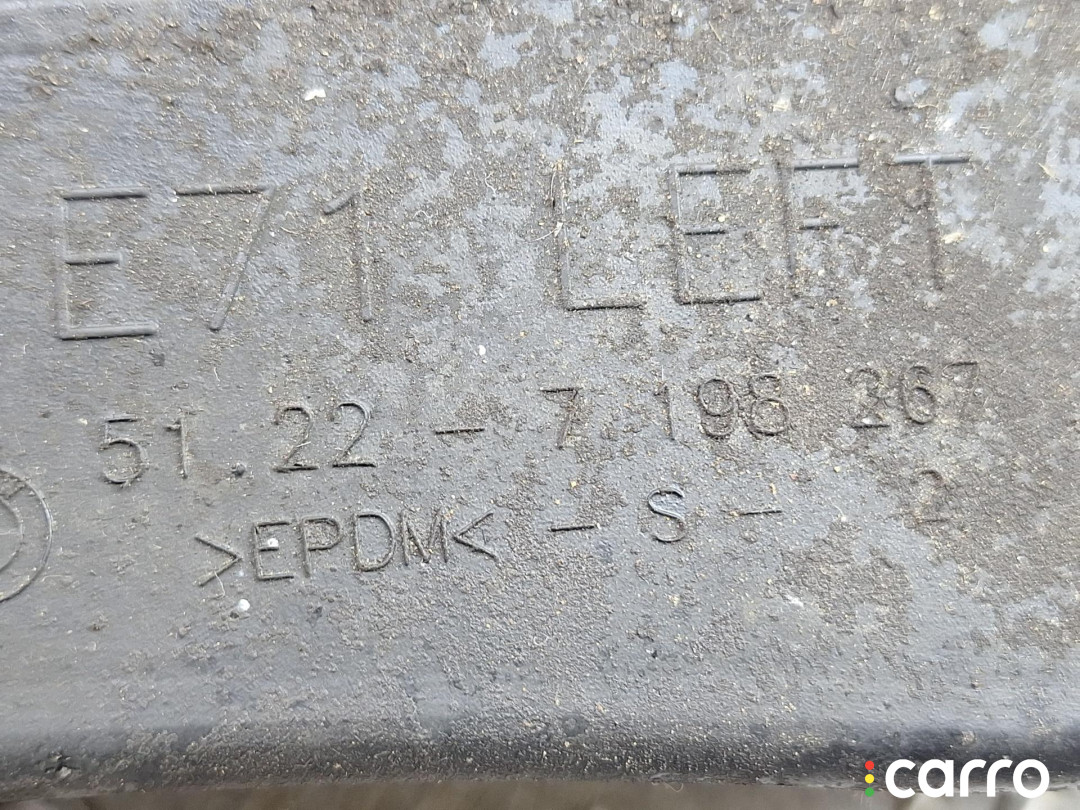 E71 LEFT
51.22 - 7 198 267
>EPDM< - S - 2
carro